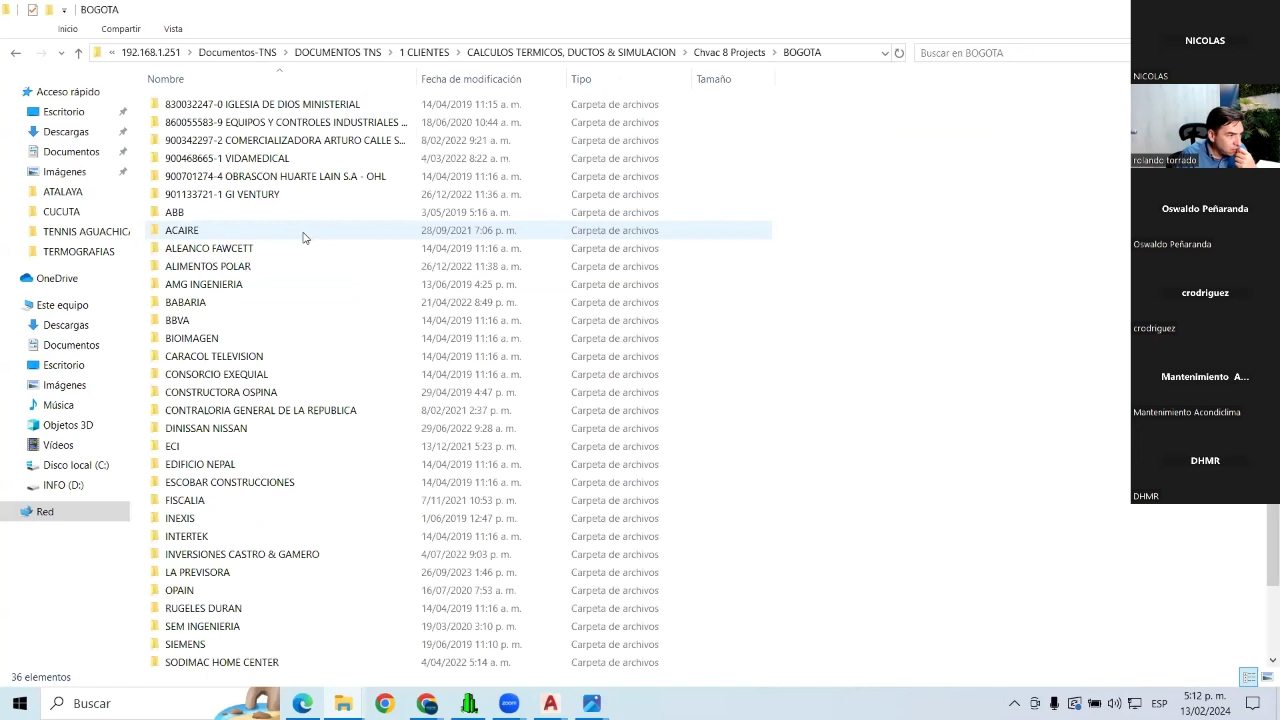 BOGOTA
Inicio Compartir Vista
192.168.1.251 Documentos-TNS DOCUMENTOS TNS 1 CLIENTES CALCULOS TERMICOS, DUCTOS & SIMULACION Chvac 8 Projects BOGOTA
Buscar en BOGOTA
Nombre Fecha de modificación Tipo Tamaño
Acceso rápido
Escritorio
Descargas
Documentos
Imágenes
ATALAYA
CUCUTA
TENNIS AGUACHIC
TERMOGRAFIAS
OneDrive
Este equipo
Descargas
Documentos
Escritorio
Imágenes
Música
Objetos 3D
Vídeos
Disco local (C:)
INFO (D:)
Red
830032247-0 IGLESIA DE DIOS MINISTERIAL 14/04/2019 11:15 a. m. Carpeta de archivos
860055583-9 EQUIPOS Y CONTROLES INDUSTRIALES ... 18/06/2020 10:44 a. m. Carpeta de archivos
900342297-2 COMERCIALIZADORA ARTURO CALLE S... 8/02/2022 9:21 a. m. Carpeta de archivos
900468665-1 VIDAMEDICAL 4/03/2022 8:22 a. m. Carpeta de archivos
900701274-4 OBRASCON HUARTE LAIN S.A - OHL 14/04/2019 11:16 a. m. Carpeta de archivos
901133721-1 GI VENTURY 26/12/2022 11:36 a. m. Carpeta de archivos
ABB 3/05/2019 5:16 a. m. Carpeta de archivos
ACAIRE 28/09/2021 7:06 p. m. Carpeta de archivos
ALEANCO FAWCETT 14/04/2019 11:16 a. m. Carpeta de archivos
ALIMENTOS POLAR 26/12/2022 11:38 a. m. Carpeta de archivos
AMG INGENIERIA 13/06/2019 4:25 p. m. Carpeta de archivos
BABARIA 21/04/2022 8:49 p. m. Carpeta de archivos
BBVA 14/04/2019 11:16 a. m. Carpeta de archivos
BIOIMAGEN 14/04/2019 11:16 a. m. Carpeta de archivos
CARACOL TELEVISION 14/04/2019 11:16 a. m. Carpeta de archivos
CONSORCIO EXEQUIAL 14/04/2019 11:16 a. m. Carpeta de archivos
CONSTRUCTORA OSPINA 29/04/2019 4:47 p. m. Carpeta de archivos
CONTRALORIA GENERAL DE LA REPUBLICA 8/02/2021 2:37 p. m. Carpeta de archivos
DINISSAN NISSAN 29/06/2022 9:28 a. m. Carpeta de archivos
ECI 13/12/2021 5:23 p. m. Carpeta de archivos
EDIFICIO NEPAL 14/04/2019 11:16 a. m. Carpeta de archivos
ESCOBAR CONSTRUCCIONES 14/04/2019 11:16 a. m. Carpeta de archivos
FISCALIA 7/11/2021 10:53 p. m. Carpeta de archivos
INEXIS 1/06/2019 12:47 p. m. Carpeta de archivos
INTERTEK 14/04/2019 11:16 a. m. Carpeta de archivos
INVERSIONES CASTRO & GAMERO 4/07/2022 9:03 p. m. Carpeta de archivos
LA PREVISORA 26/09/2023 1:46 p. m. Carpeta de archivos
OPAIN 16/07/2020 7:53 a. m. Carpeta de archivos
RUGELES DURAN 14/04/2019 11:16 a. m. Carpeta de archivos
SEM INGENIERIA 19/03/2020 3:10 p. m. Carpeta de archivos
SIEMENS 19/06/2019 11:10 p. m. Carpeta de archivos
SODIMAC HOME CENTER 4/04/2022 5:14 a. m. Carpeta de archivos
36 elementos
NICOLAS
NICOLAS
rolando torrado
Oswaldo Peñaranda
Oswaldo Peñaranda
crodriguez
crodriguez
Mantenimiento A...
Mantenimiento Acondiclima
DHMR
DHMR
Buscar
zoom
5:12 p. m.
13/02/2024